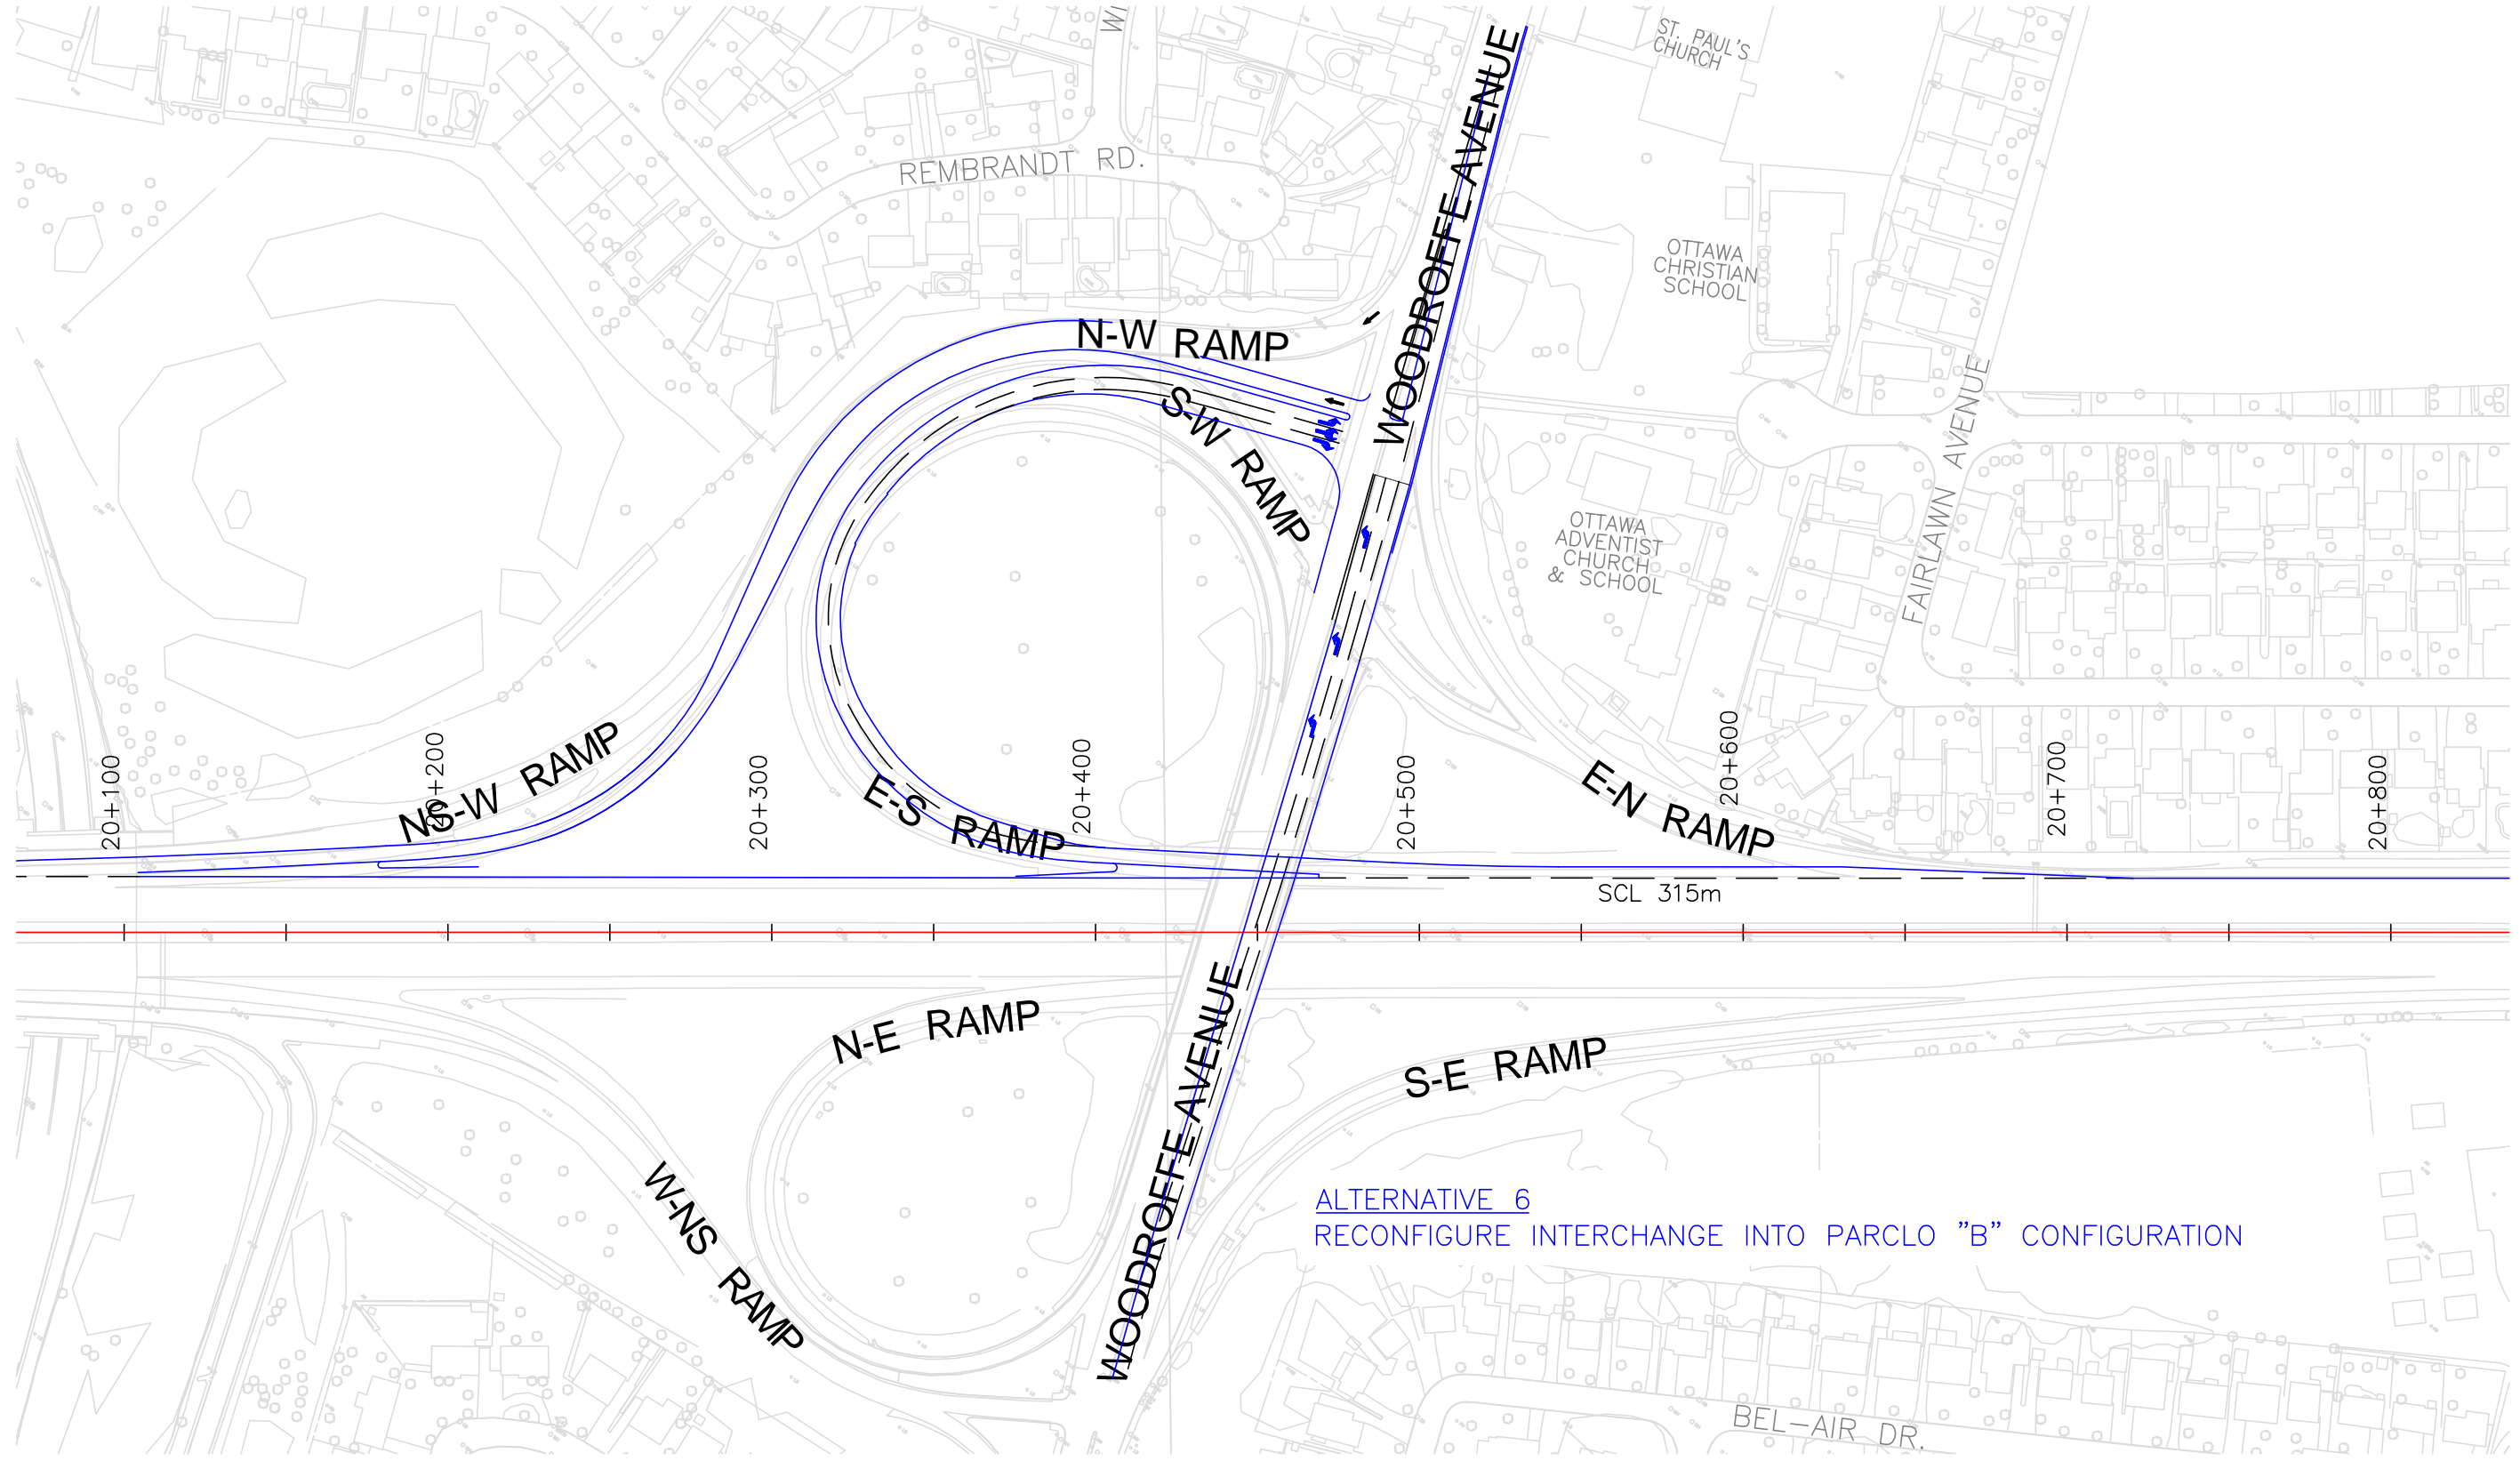 ST. PAUL'S
CHURCH
WOODROFFE AVENUE
REMBRANDT RD.
OTTAWA
CHRISTIAN
SCHOOL
N-W RAMP
S-W RAMP
FAIRLAWN AVENUE
OTTAWA
ADVENTIST
CHURCH
& SCHOOL
NS-W RAMP
E-S RAMP
E-N RAMP
20+100
20+200
20+300
20+400
20+500
20+600
20+700
20+800
SCL 315m
N-E RAMP
S-E RAMP
WOODROFFE AVENUE
W-NS RAMP
ALTERNATIVE 6
RECONFIGURE INTERCHANGE INTO PARCLO "B" CONFIGURATION
BEL-AIR DR.